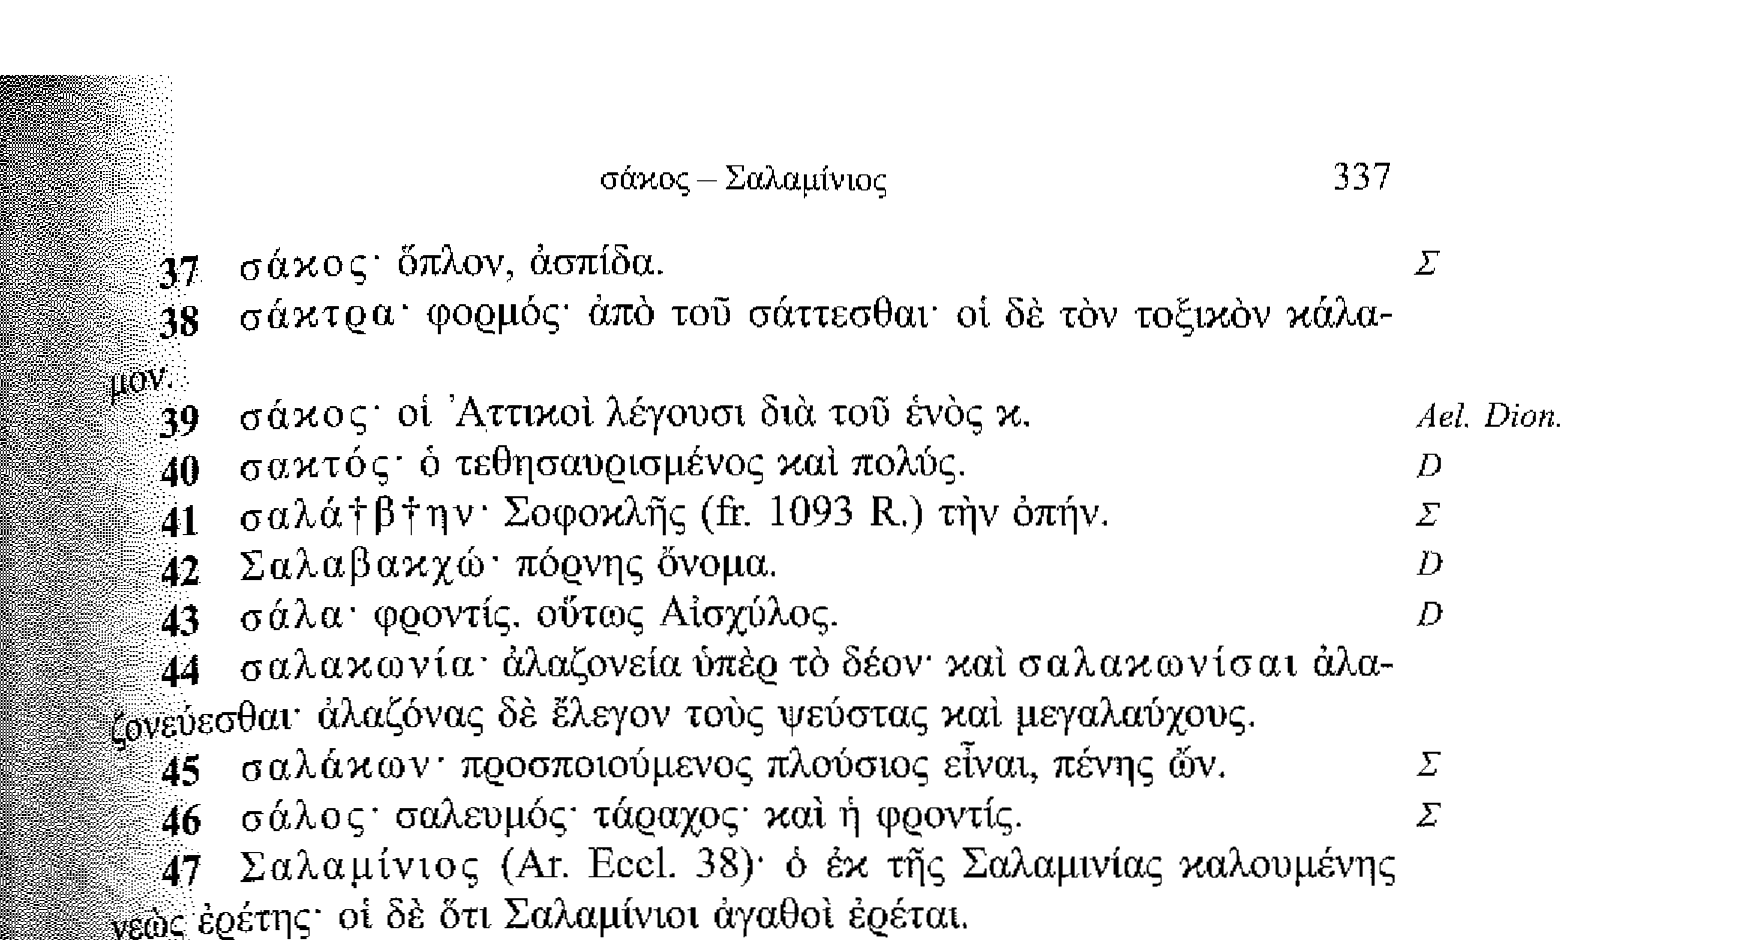 σάκος – Σαλαμίνιος 337
37 σάκος· ὅπλον, ἀσπίδα. Σ
38 σάκτρα· φορμός· ἀπὸ τοῦ σάττεσθαι· οἱ δὲ τὸν τοξικὸν κάλα-
μον.
39 σάκος· οἱ Ἀττικοὶ λέγουσι διὰ τοῦ ἑνὸς κ. Ael. Dion.
40 σακτός· ὁ τεθησαυρισμένος καὶ πολύς. D
41 σαλά†β†ην· Σοφοκλῆς (fr. 1093 R.) τὴν ὀπήν. Σ
42 Σαλαβακχώ· πόρνης ὄνομα. D
43 σάλα· φροντίς. οὕτως Αἰσχύλος. D
44 σαλακωνία· ἀλαζονεία ὑπὲρ τὸ δέον· καὶ σαλακωνίσαι ἀλα-
ζονεύεσθαι· ἀλαζόνας δὲ ἔλεγον τοὺς ψεύστας καὶ μεγαλαύχους.
45 σαλάκων· προσποιούμενος πλούσιος εἶναι, πένης ὤν. Σ
46 σάλος· σαλευμός· τάραχος· καὶ ἡ φροντίς. Σ
47 Σαλαμίνιος (Ar. Eccl. 38)· ὁ ἐκ τῆς Σαλαμινίας καλουμένης
νεὼς ἐρέτης· οἱ δὲ ὅτι Σαλαμίνιοι ἀγαθοὶ ἐρέται.